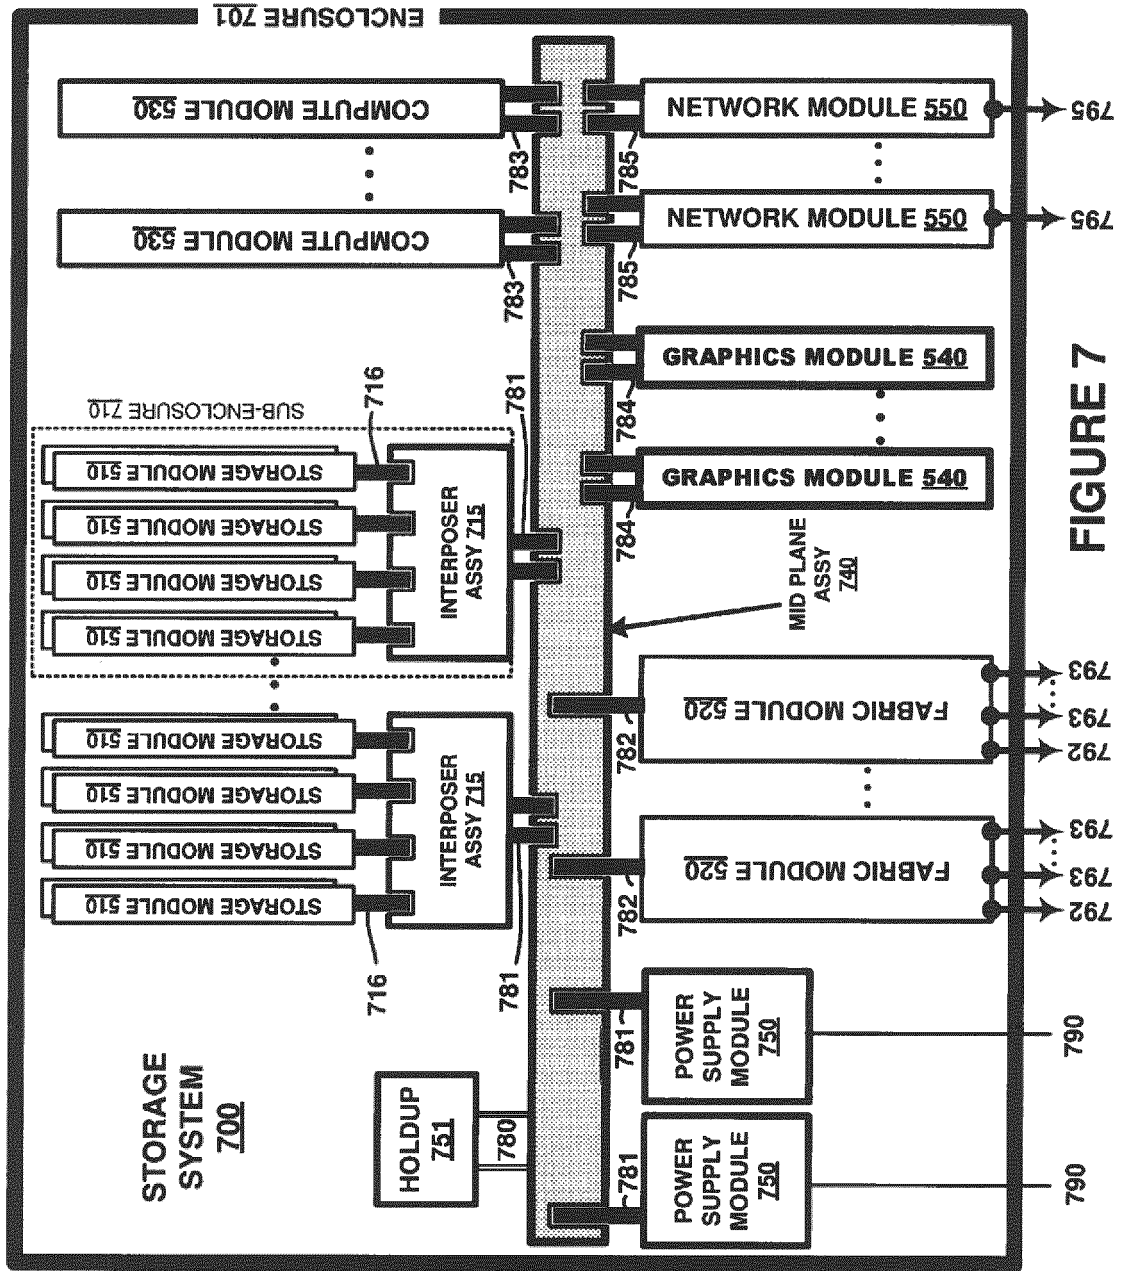 ENCLOSURE 701
COMPUTE MODULE 530
COMPUTE MODULE 530
783
783
NETWORK MODULE 550
NETWORK MODULE 550
785
785
795
795
GRAPHICS MODULE 540
GRAPHICS MODULE 540
784
784
SUB-ENCLOSURE 710
STORAGE MODULE 510
STORAGE MODULE 510
STORAGE MODULE 510
STORAGE MODULE 510
716
INTERPOSER
ASSY 715
781
STORAGE MODULE 510
STORAGE MODULE 510
STORAGE MODULE 510
STORAGE MODULE 510
716
INTERPOSER
ASSY 715
781
MID PLANE
ASSY
740
FABRIC MODULE 520
782
793
793
792
FABRIC MODULE 520
782
793
793
792
POWER
SUPPLY
MODULE
750
781
790
POWER
SUPPLY
MODULE
750
781
790
HOLDUP
751
780
STORAGE
SYSTEM
700
FIGURE 7